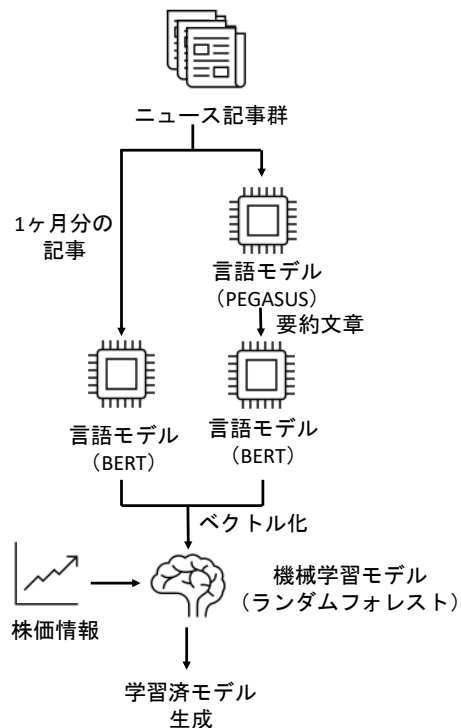 ニュース記事群
1ヶ月分の
記事
言語モデル
（PEGASUS）
要約文章
言語モデル
（BERT）
言語モデル
（BERT）
ベクトル化
株価情報
機械学習モデル
（ランダムフォレスト）
学習済モデル
生成